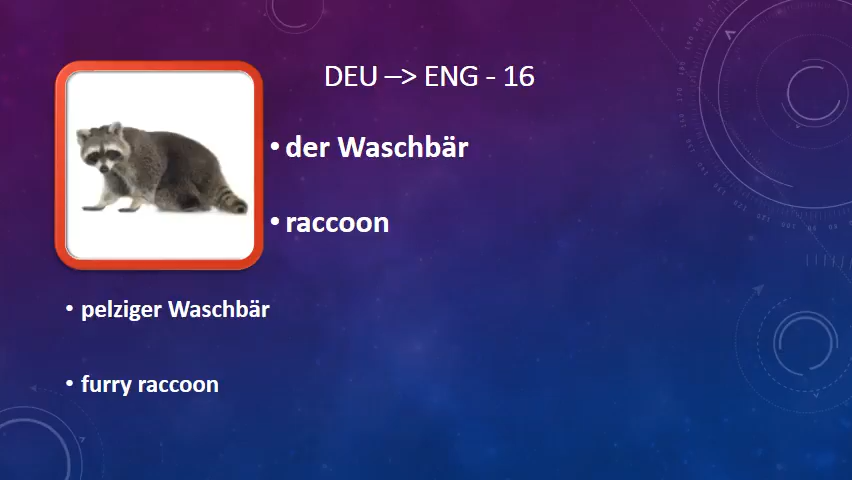 DEU –> ENG - 16
• der Waschbär
• raccoon
• pelziger Waschbär
• furry raccoon